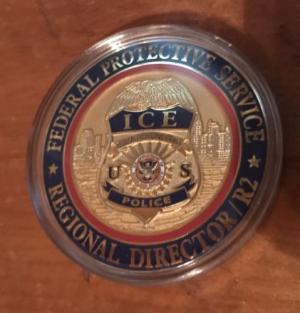 ★ FEDERAL PROTECTIVE SERVICE ★
ICE
U S
POLICE
REGIONAL DIRECTOR/R2